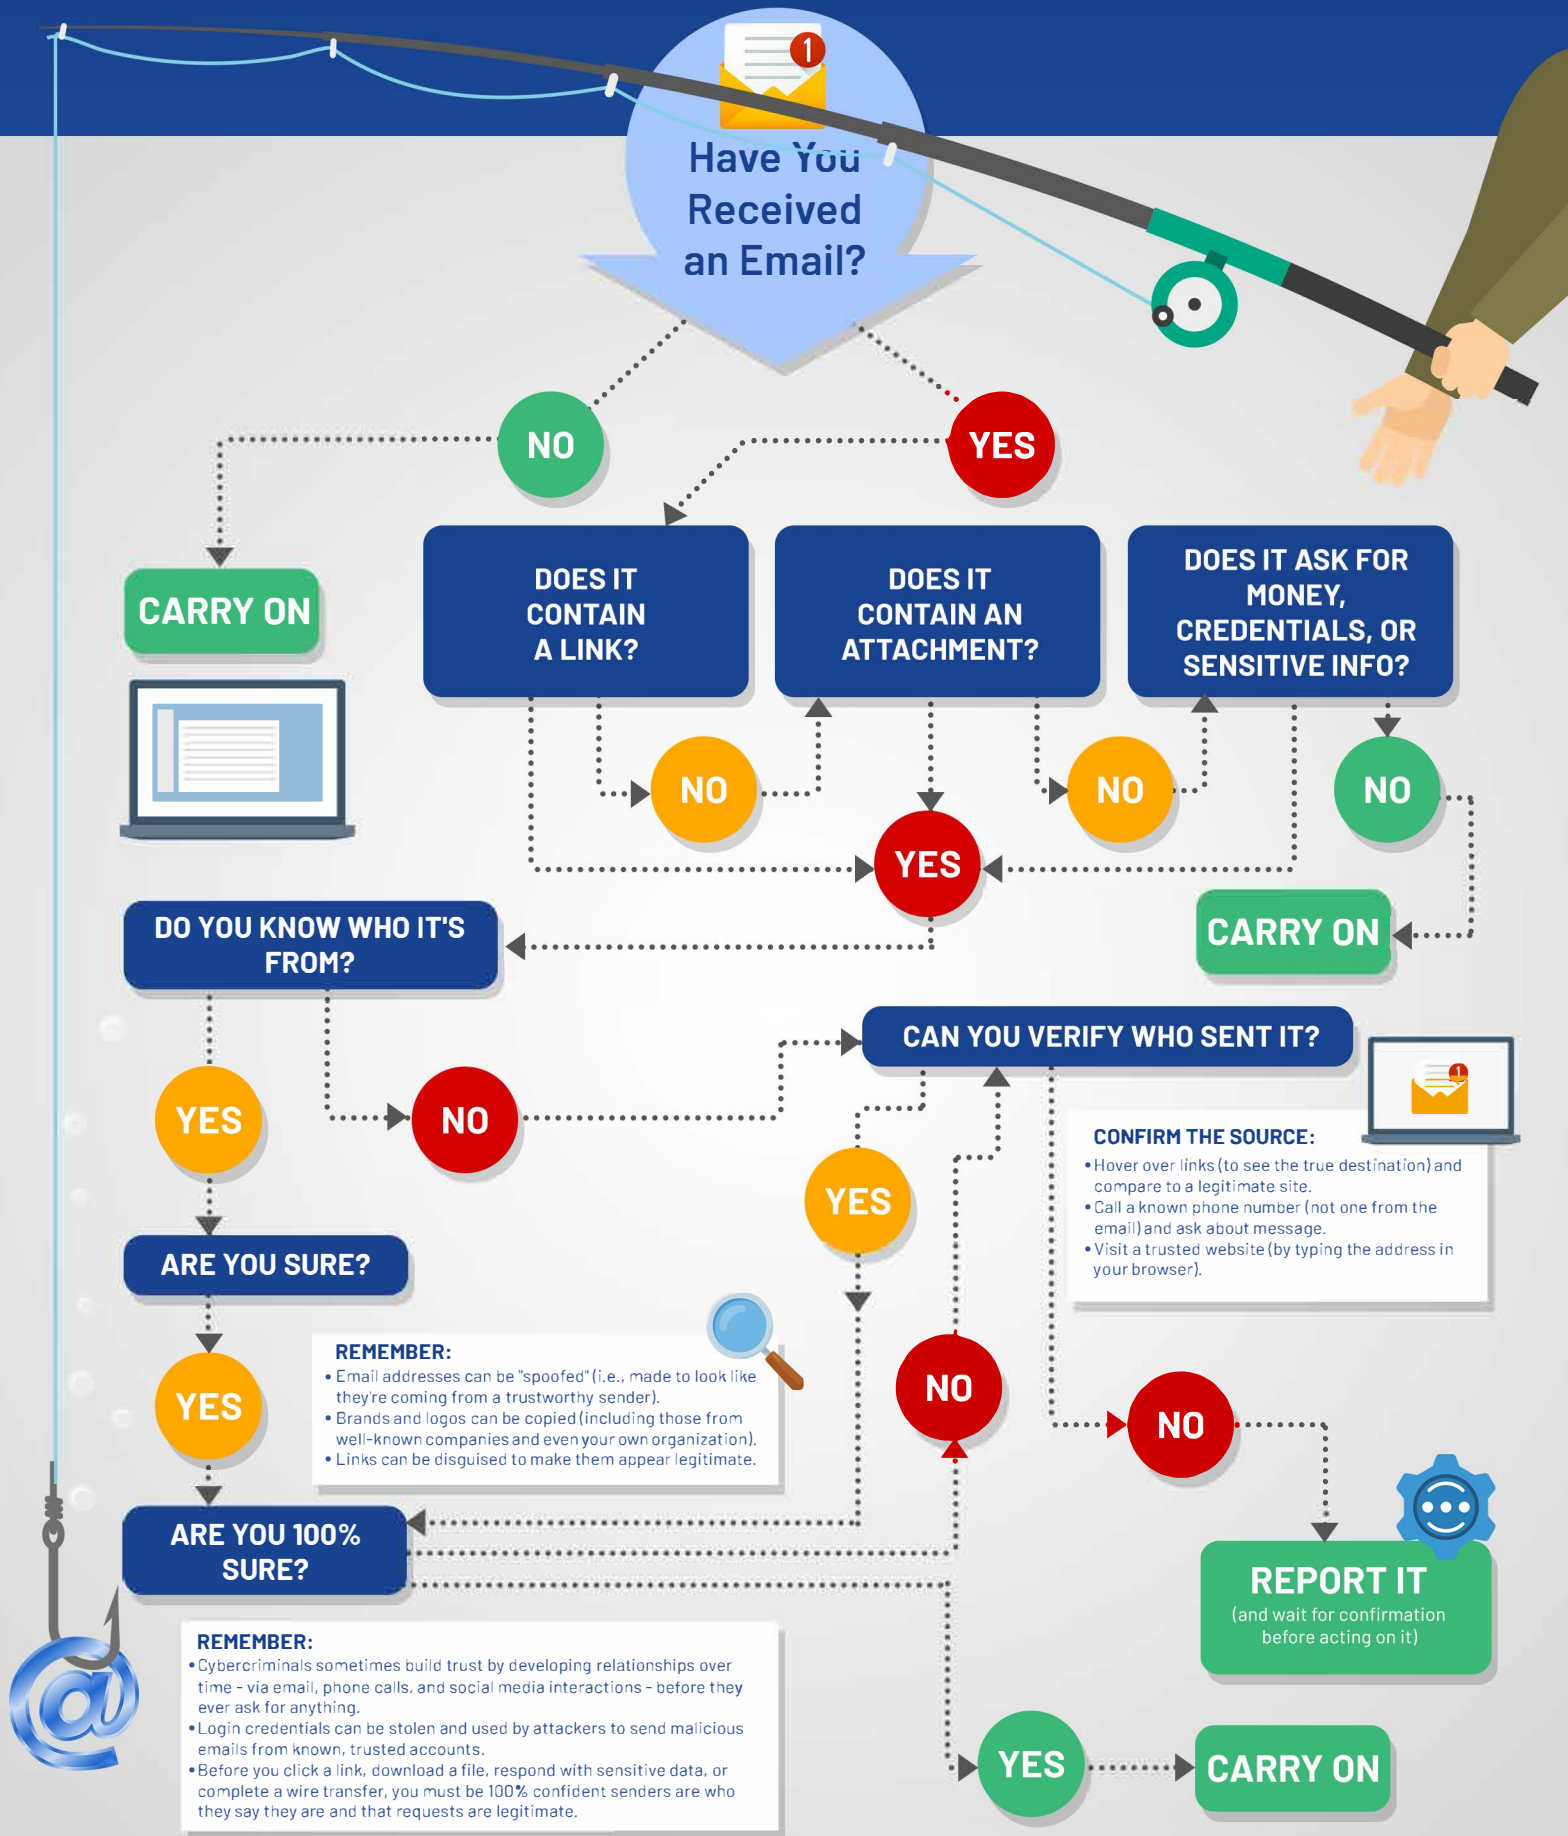 1
Have You
Received
an Email?
NO
YES
CARRY ON
DOES IT
CONTAIN
A LINK?
DOES IT
CONTAIN AN
ATTACHMENT?
DOES IT ASK FOR
MONEY,
CREDENTIALS, OR
SENSITIVE INFO?
NO
NO
NO
YES
CARRY ON
DO YOU KNOW WHO IT'S
FROM?
CAN YOU VERIFY WHO SENT IT?
1
YES
NO
CONFIRM THE SOURCE:
• Hover over links (to see the true destination) and
compare to a legitimate site.
• Call a known phone number (not one from the
email) and ask about message.
• Visit a trusted website (by typing the address in
your browser).
YES
ARE YOU SURE?
REMEMBER:
• Email addresses can be "spoofed" (i.e., made to look like
they're coming from a trustworthy sender).
• Brands and logos can be copied (including those from
well-known companies and even your own organization).
• Links can be disguised to make them appear legitimate.
YES
NO
NO
ARE YOU 100%
SURE?
REPORT IT
(and wait for confirmation
before acting on it)
REMEMBER:
• Cybercriminals sometimes build trust by developing relationships over
time - via email, phone calls, and social media interactions - before they
ever ask for anything.
• Login credentials can be stolen and used by attackers to send malicious
emails from known, trusted accounts.
• Before you click a link, download a file, respond with sensitive data, or
complete a wire transfer, you must be 100% confident senders are who
they say they are and that requests are legitimate.
@
YES
CARRY ON